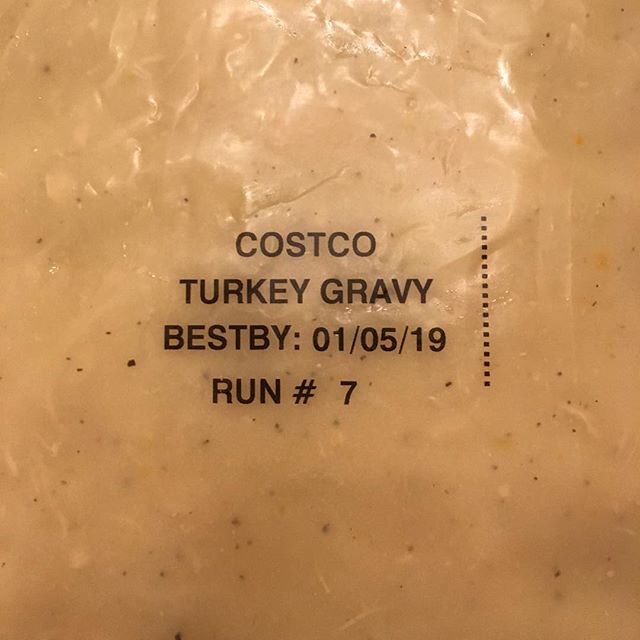 COSTCO
TURKEY GRAVY
BESTBY: 01/05/19
RUN # 7